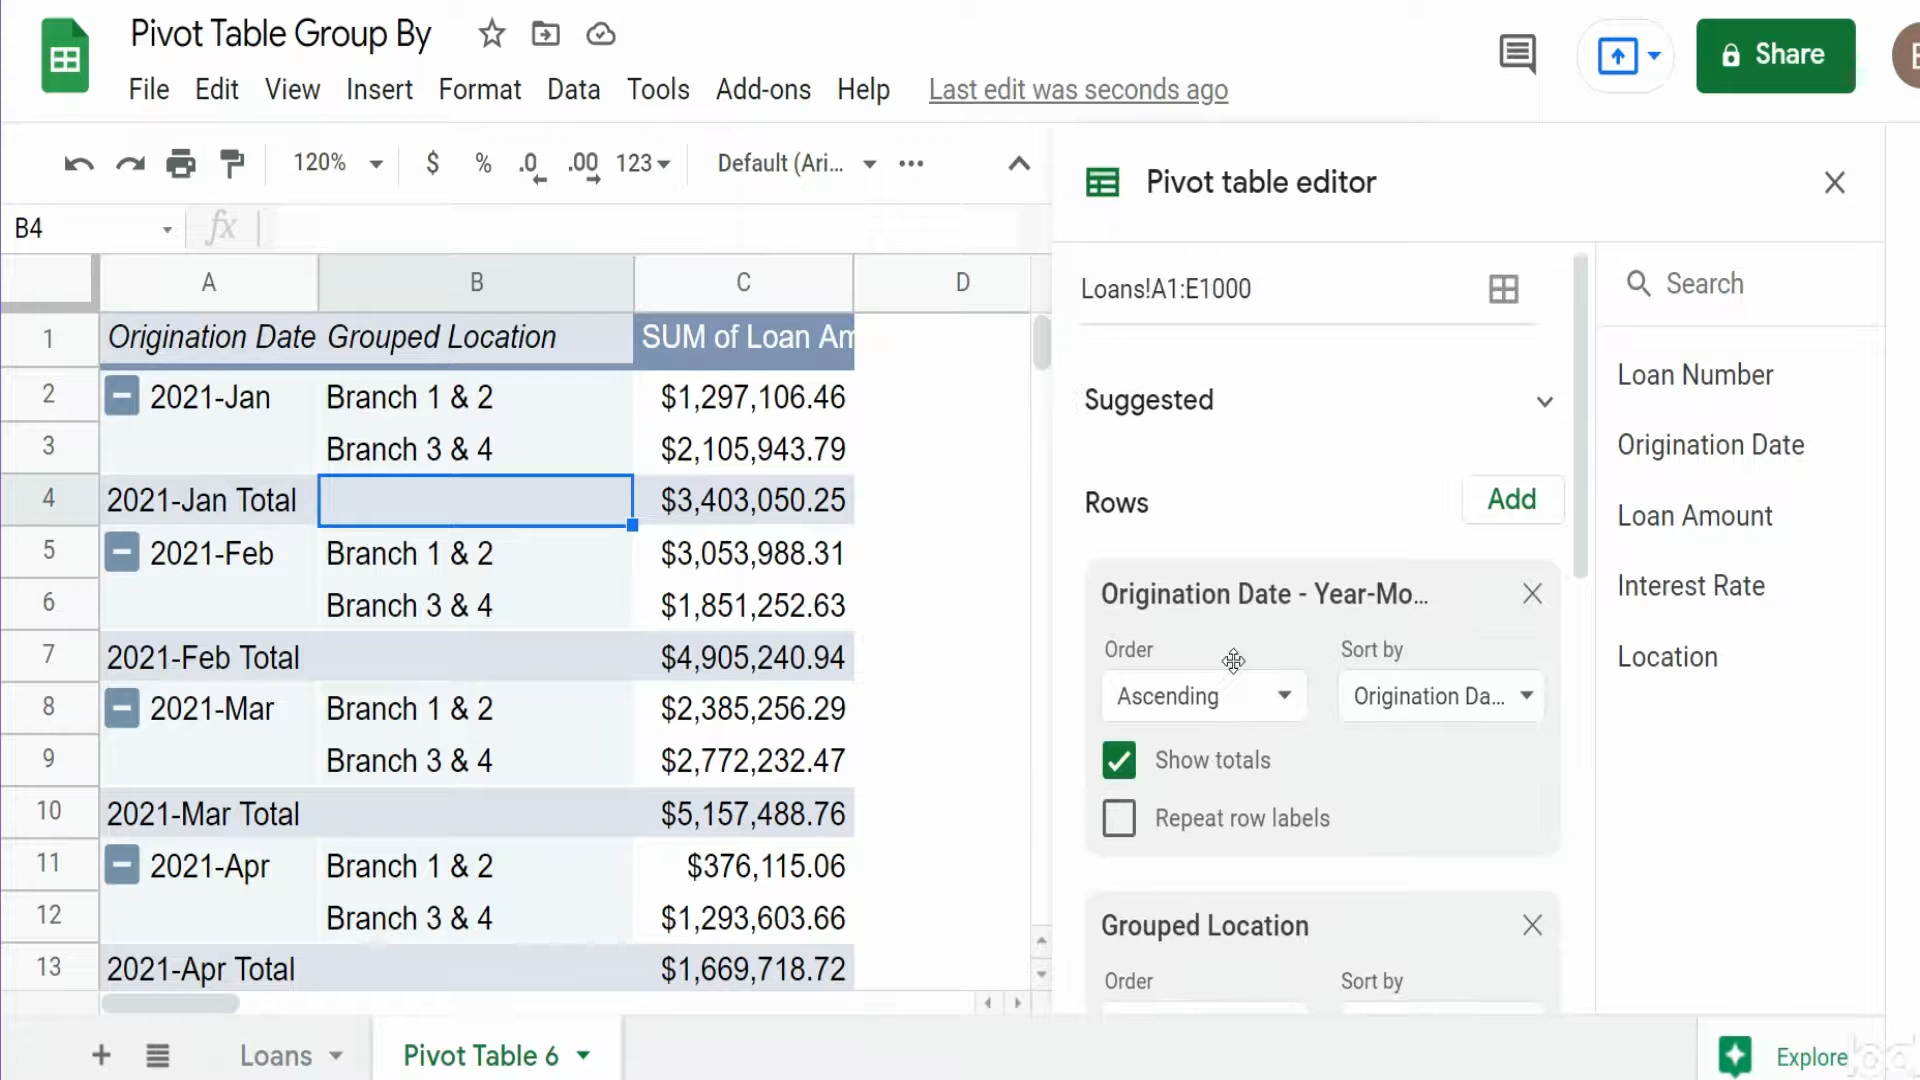 Pivot Table Group By
File Edit View Insert Format Data Tools Add-ons Help Last edit was seconds ago
Share
120% $ % .0 .00 123 Default (Ari... •••
B4 fx
A B C D
1 Origination Date Grouped Location SUM of Loan Am
2 2021-Jan Branch 1 & 2 $1,297,106.46
3 Branch 3 & 4 $2,105,943.79
4 2021-Jan Total $3,403,050.25
5 2021-Feb Branch 1 & 2 $3,053,988.31
6 Branch 3 & 4 $1,851,252.63
7 2021-Feb Total $4,905,240.94
8 2021-Mar Branch 1 & 2 $2,385,256.29
9 Branch 3 & 4 $2,772,232.47
10 2021-Mar Total $5,157,488.76
11 2021-Apr Branch 1 & 2 $376,115.06
12 Branch 3 & 4 $1,293,603.66
13 2021-Apr Total $1,669,718.72
Loans Pivot Table 6
Pivot table editor
Loans!A1:E1000
Suggested
Rows Add
Origination Date - Year-Mo...
Order Sort by
Ascending Origination Da...
Show totals
Repeat row labels
Grouped Location
Order Sort by
Search
Loan Number
Origination Date
Loan Amount
Interest Rate
Location
Explore